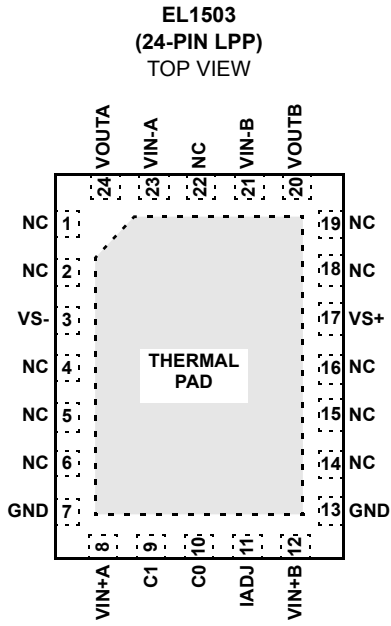 EL1503
(24-PIN LPP)
TOP VIEW
VOUTA
VIN-A
NC
VIN-B
VOUTB
24
23
22
21
20
NC 1
NC 2
VS- 3
NC 4
NC 5
NC 6
GND 7
THERMAL
PAD
19 NC
18 NC
17 VS+
16 NC
15 NC
14 NC
13 GND
8
9
10
11
12
VIN+A
C1
C0
IADJ
VIN+B